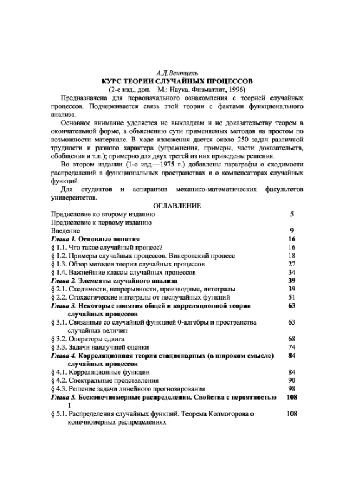 А.Д.Вентцель
КУРС ТЕОРИИ СЛУЧАЙНЫХ ПРОЦЕССОВ
(2-е изд., доп. М.: Наука. Физматлит, 1996)
Предназначена для первоначального ознакомления с теорией случайных
процессов. Подчеркивается связь этой теории с фактами функционального
анализа.
Основное внимание уделяется не выкладкам и не доказательству теорем в
окончательной форме, а объяснению сути применяемых методов на простом по
возможности материале. В ходе изложения дается около 250 задач различной
трудности и разного характера (упражнения, примеры, части доказательств,
обобщения и т.п.); примерно для двух третей из них приведены решения.
Во втором издании (1-е изд.—1975 г.) добавлены параграфы о сходимости
распределений в функциональных пространствах и о компенсаторах случайных
функций.
Для студентов и аспирантов механико-математических факультетов
университетов.
ОГЛАВЛЕНИЕ
Предисловие ко второму изданию 5
Предисловие к первому изданию
Введение 9
Глава 1. Основные понятия 16
§ 1.1. Что такое случайный процесс? 16
§ 1.2. Примеры случайных процессов. Винеровский процесс 18
§ 1.3. Обзор методов теории случайных процессов 27
§ 1.4. Важнейшие классы случайных процессов 34
Глава 2. Элементы случайного анализа 39
§ 2.1. Сходимости, непрерывности, производные, интегралы 39
§ 2.2. Стохастические интегралы от неслучайных функций 51
Глава 3. Некоторые понятия общей и корреляционной теории 63
случайных процессов
§ 3.1. Связанные со случайной функцией σ-алгебры и пространства 63
случайных величин
§ 3.2. Операторы сдвига 68
§ 3.3. Задачи наилучшей оценки 74
Глава 4. Корреляционная теория стационарных (в широком смысле) 84
случайных процессов
§ 4.1. Корреляционные функции 84
§ 4.2. Спектральные представления 90
§ 4.3. Решение задачи линейного прогнозирования 98
Глава 5. Бесконечномерные распределения. Свойства с вероятностью 108
1
§ 5.1. Распределения случайных функций. Теорема Колмогорова о 108
конечномерных распределениях